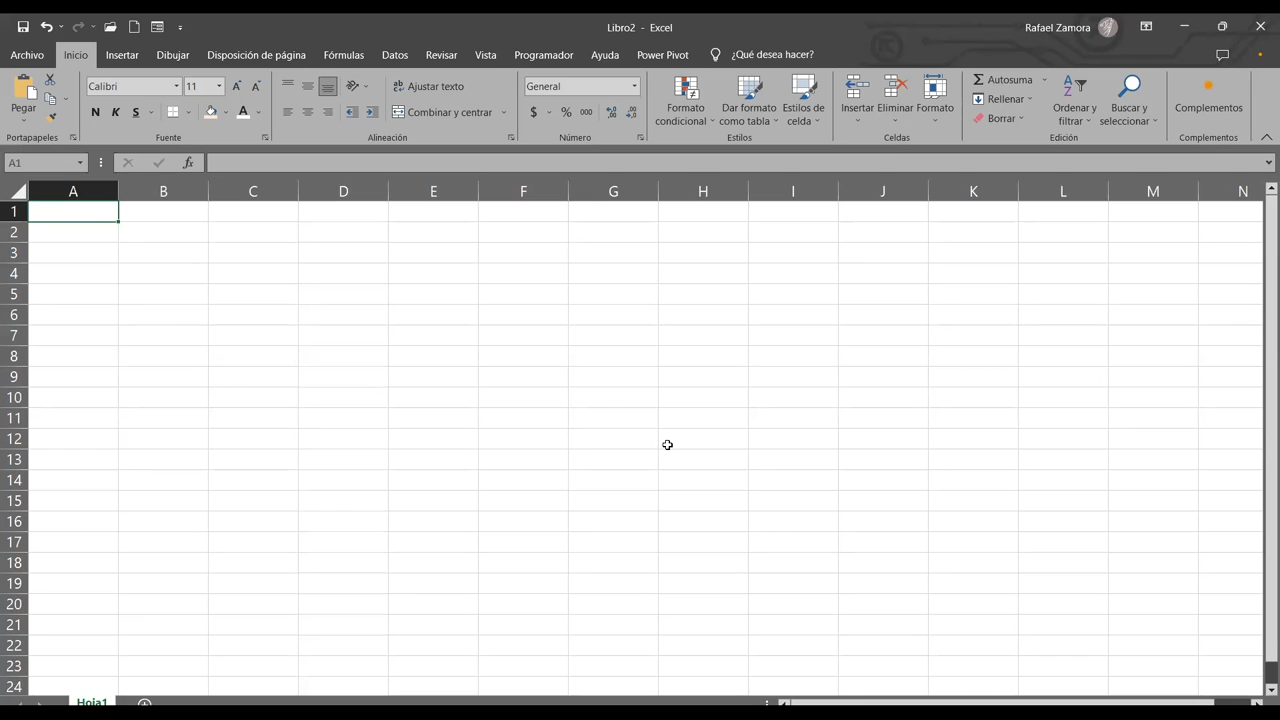 Libro2 - Excel
Rafael Zamora
Archivo Inicio Insertar Dibujar Disposición de página Fórmulas Datos Revisar Vista Programador Ayuda Power Pivot ¿Qué desea hacer?
Pegar
Calibri 11
N K S
Ajustar texto
Combinar y centrar
General
$ % 000
Formato condicional
Dar formato como tabla
Estilos de celda
Insertar Eliminar Formato
Autosuma
Rellenar
Borrar
Ordenar y filtrar
Buscar y seleccionar
Complementos
Portapapeles Fuente Alineación Número Estilos Celdas Edición Complementos
A1 fx
A B C D E F G H I J K L M N
1
2
3
4
5
6
7
8
9
10
11
12
13
14
15
16
17
18
19
20
21
22
23
24
Hoja1